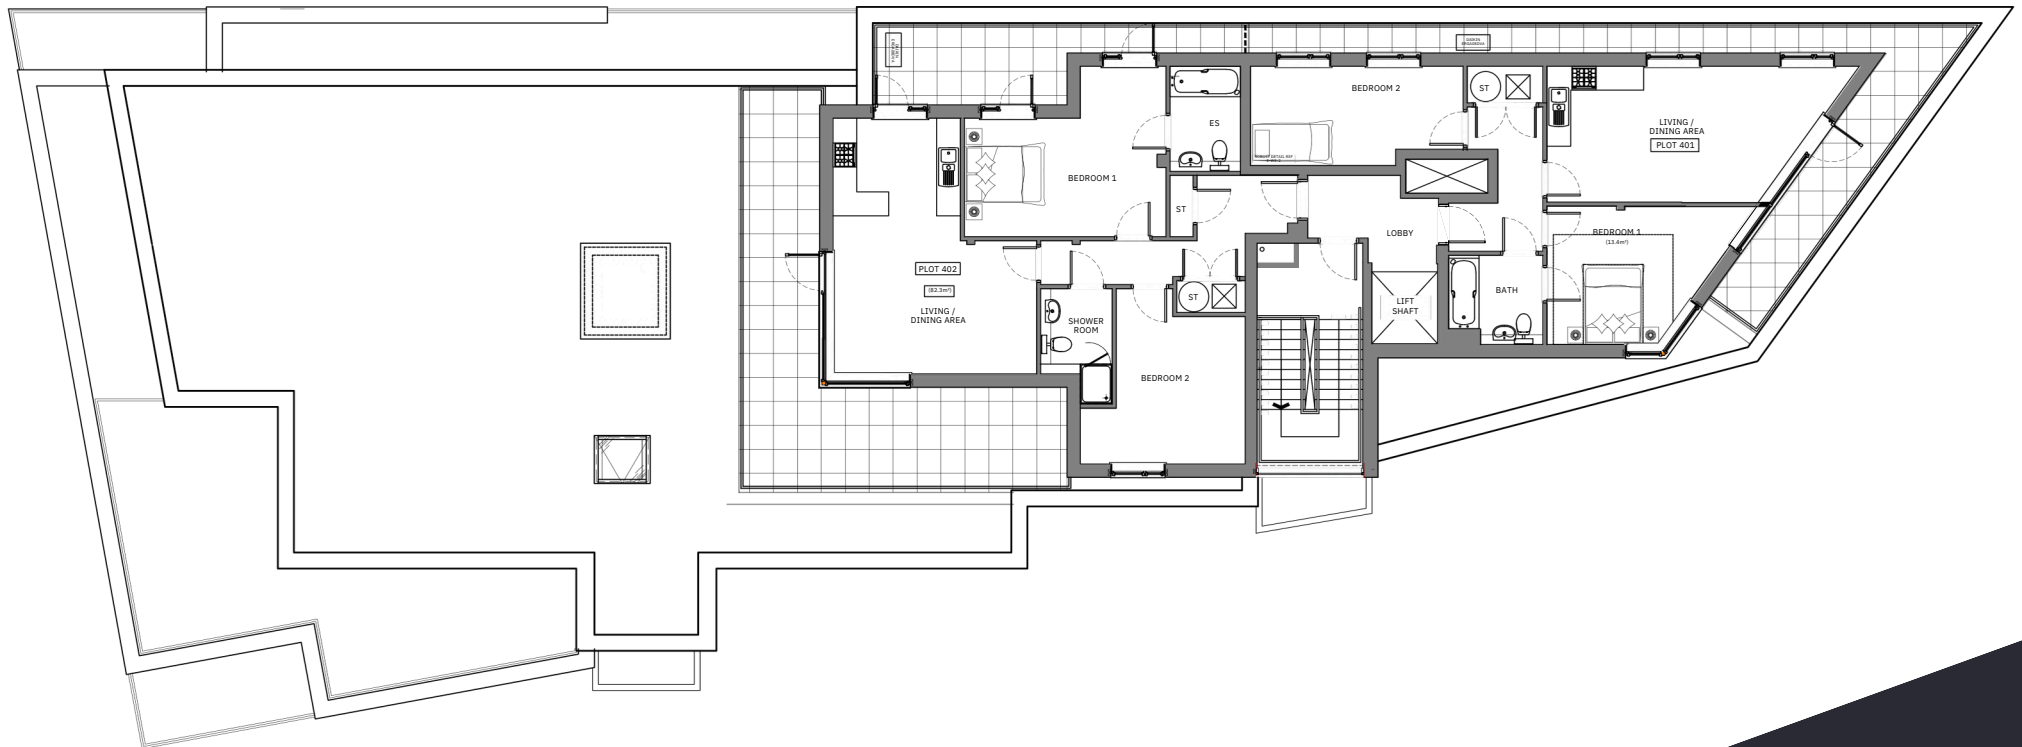 BEDROOM 2
ST
ES
LIVING /
DINING AREA
PLOT 401
BEDROOM 1
ST
LOBBY
BEDROOM 1
(13.4m²)
PLOT 402
(82.3m²)
LIVING /
DINING AREA
ST
BATH
LIFT
SHAFT
SHOWER
ROOM
BEDROOM 2